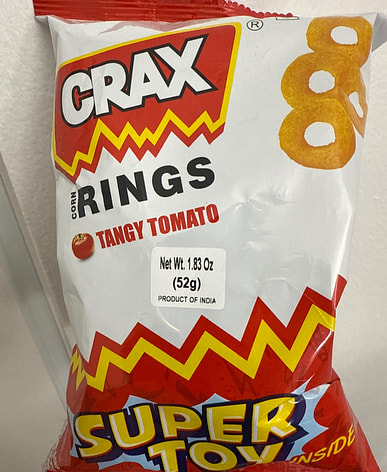 CRAX
®
CORN
RINGS
TANGY TOMATO
Net Wt. 1.83 Oz
(52g)
PRODUCT OF INDIA
SUPER
TOY
INSIDE